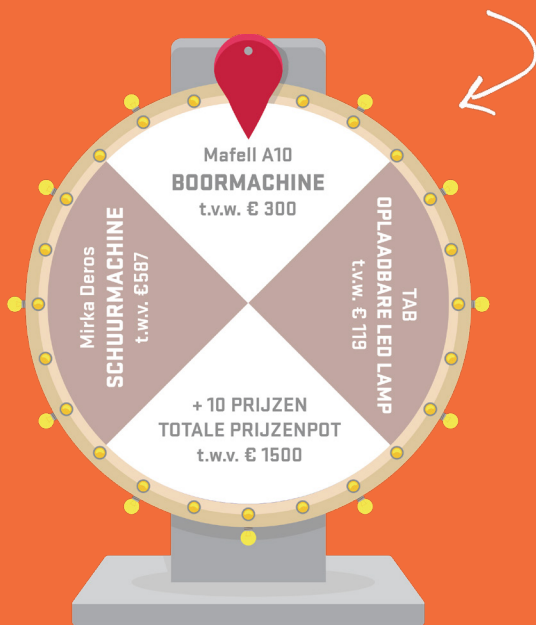 Mafell A10
BOORMACHINE
t.v.w. € 300
Mirka Deros
SCHUURMACHINE
t.w.v. €587
TAB
OPLAADBARE LED LAMP
t.v.w. € 119
+ 10 PRIJZEN
TOTALE PRIJZENPOT
t.w.v. € 1500